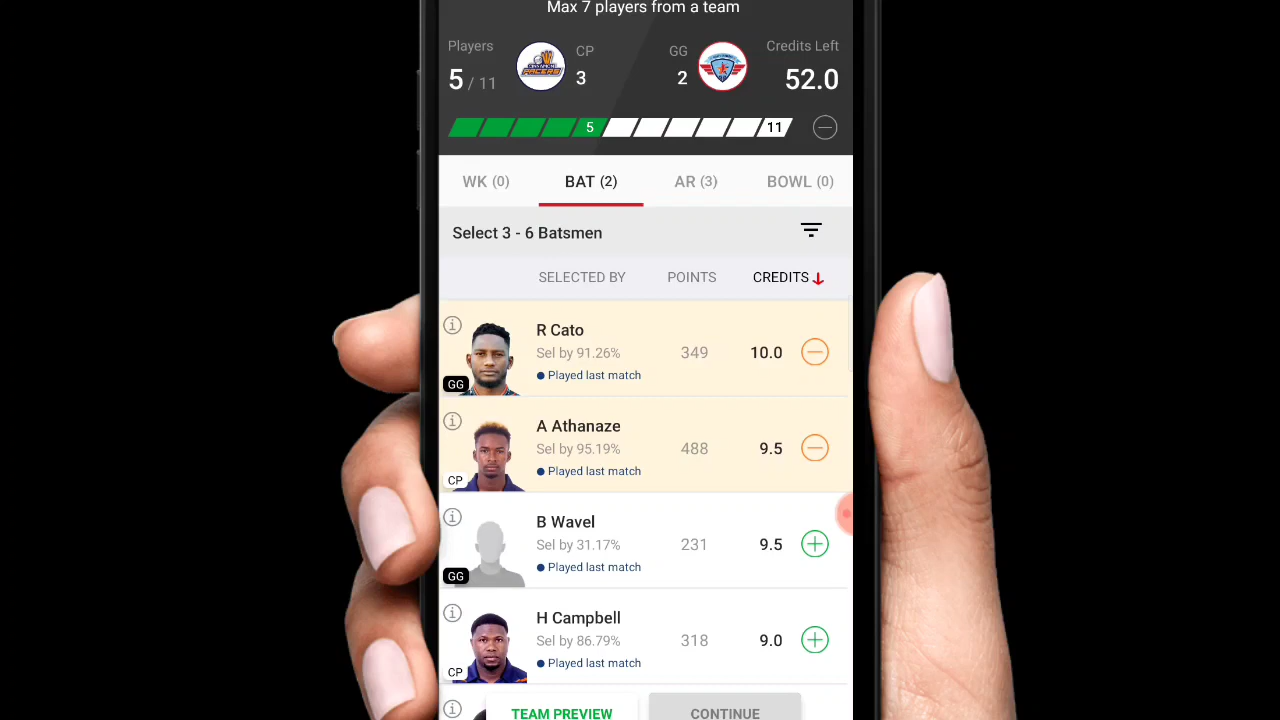 Max 7 players from a team
Players CP GG Credits Left
5 / 11 3 2 52.0
5 11
WK (0) BAT (2) AR (3) BOWL (0)
Select 3 - 6 Batsmen
SELECTED BY POINTS CREDITS
R Cato
Sel by 91.26% 349 10.0
Played last match
GG
A Athanaze
Sel by 95.19% 488 9.5
Played last match
CP
B Wavel
Sel by 31.17% 231 9.5
Played last match
GG
H Campbell
Sel by 86.79% 318 9.0
Played last match
CP
TEAM PREVIEW CONTINUE